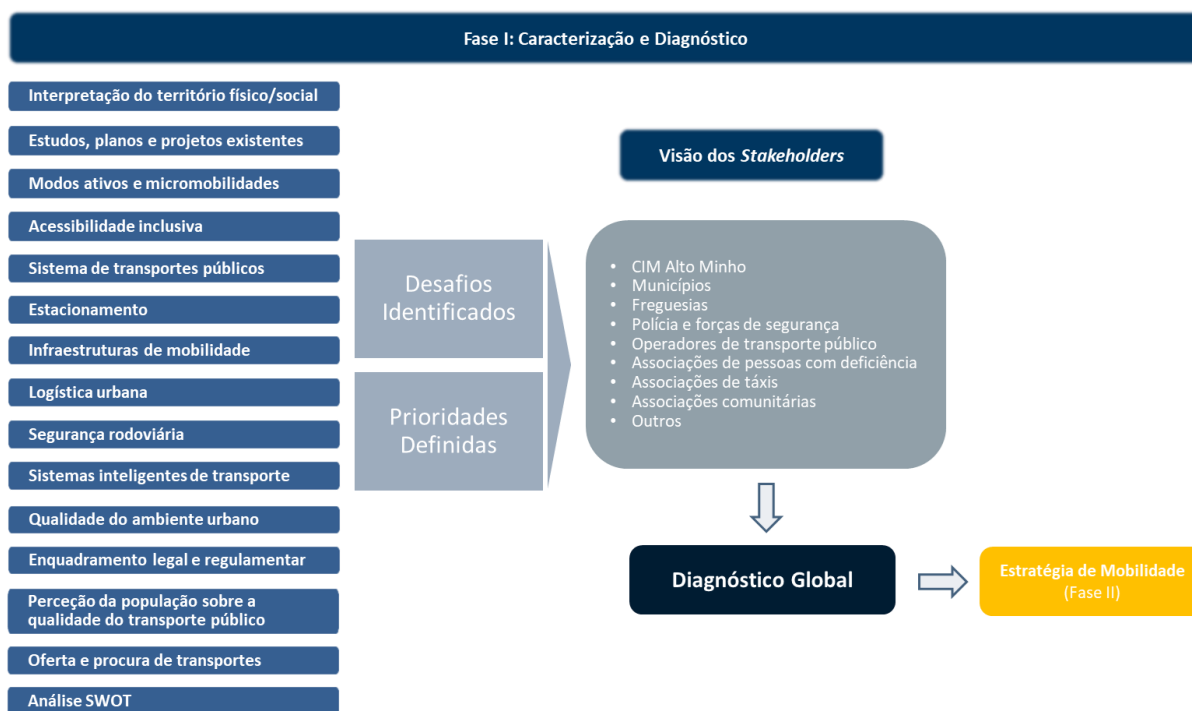 Fase I: Caracterização e Diagnóstico
Interpretação do território físico/social
Estudos, planos e projetos existentes
Modos ativos e micromobilidades
Acessibilidade inclusiva
Sistema de transportes públicos
Estacionamento
Infraestruturas de mobilidade
Logística urbana
Segurança rodoviária
Sistemas inteligentes de transporte
Qualidade do ambiente urbano
Enquadramento legal e regulamentar
Perceção da população sobre a
qualidade do transporte público
Oferta e procura de transportes
Análise SWOT
Desafios
Identificados
Prioridades
Definidas
Visão dos Stakeholders
• CIM Alto Minho
• Municípios
• Freguesias
• Polícia e forças de segurança
• Operadores de transporte público
• Associações de pessoas com deficiência
• Associações de táxis
• Associações comunitárias
• Outros
Diagnóstico Global
Estratégia de Mobilidade
(Fase II)